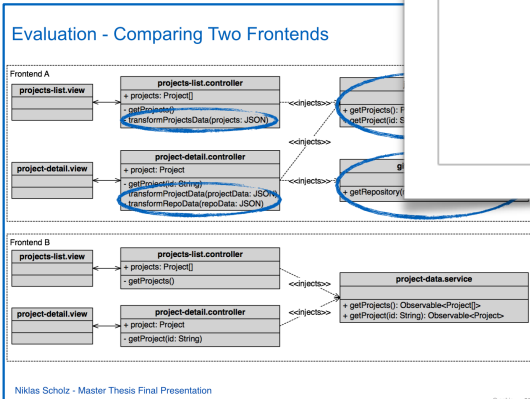 Evaluation - Comparing Two Frontends
Frontend A
projects-list.view
projects-list.controller
+ projects: Project[]
- getProjects()
- transformProjectsData(projects: JSON)
<<injects>>
+ getProjects():
+ getProject(id:
<<injects>>
project-detail.view
project-detail.controller
+ project: Project
- getProject(id: String)
- transformProjectData(projectData: JSON)
- transformRepoData(repoData: JSON)
<<injects>>
+ getRepository(
Frontend B
projects-list.view
projects-list.controller
+ projects: Project[]
- getProjects()
<<injects>>
project-data.service
+ getProjects(): Observable<Project[]>
+ getProject(id: String): Observable<Project>
project-detail.view
project-detail.controller
+ project: Project
- getProject(id: String)
<<injects>>
Niklas Scholz - Master Thesis Final Presentation